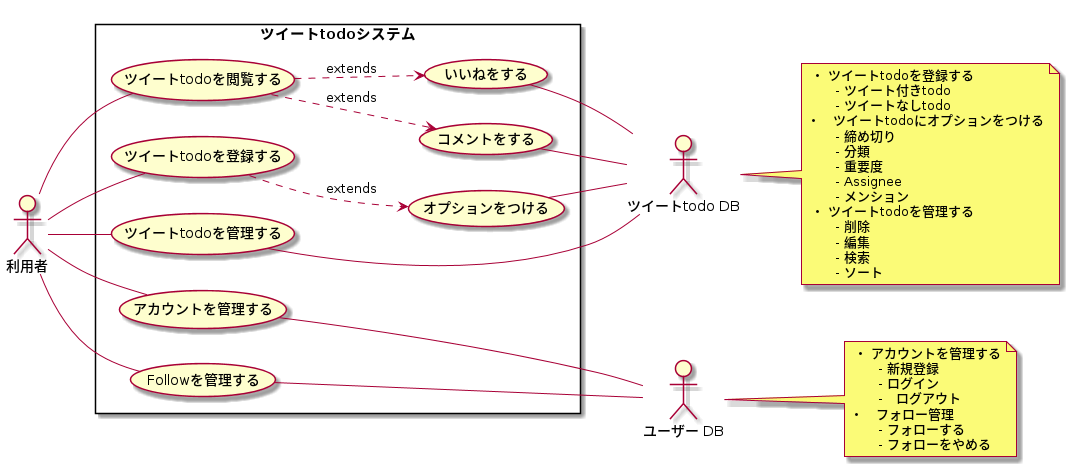 ツイートtodoシステム
ツイートtodoを閲覧する
extends
いいねをする
extends
コメントをする
ツイートtodoを登録する
extends
オプションをつける
ツイートtodoを管理する
アカウントを管理する
Followを管理する
利用者
ツイートtodo DB
ユーザー DB
• ツイートtodoを登録する
- ツイート付きtodo
- ツイートなしtodo
• ツイートtodoにオプションをつける
- 締め切り
- 分類
- 重要度
- Assignee
- メンション
• ツイートtodoを管理する
- 削除
- 編集
- 検索
- ソート
• アカウントを管理する
- 新規登録
- ログイン
- ログアウト
• フォロー管理
- フォローする
- フォローをやめる